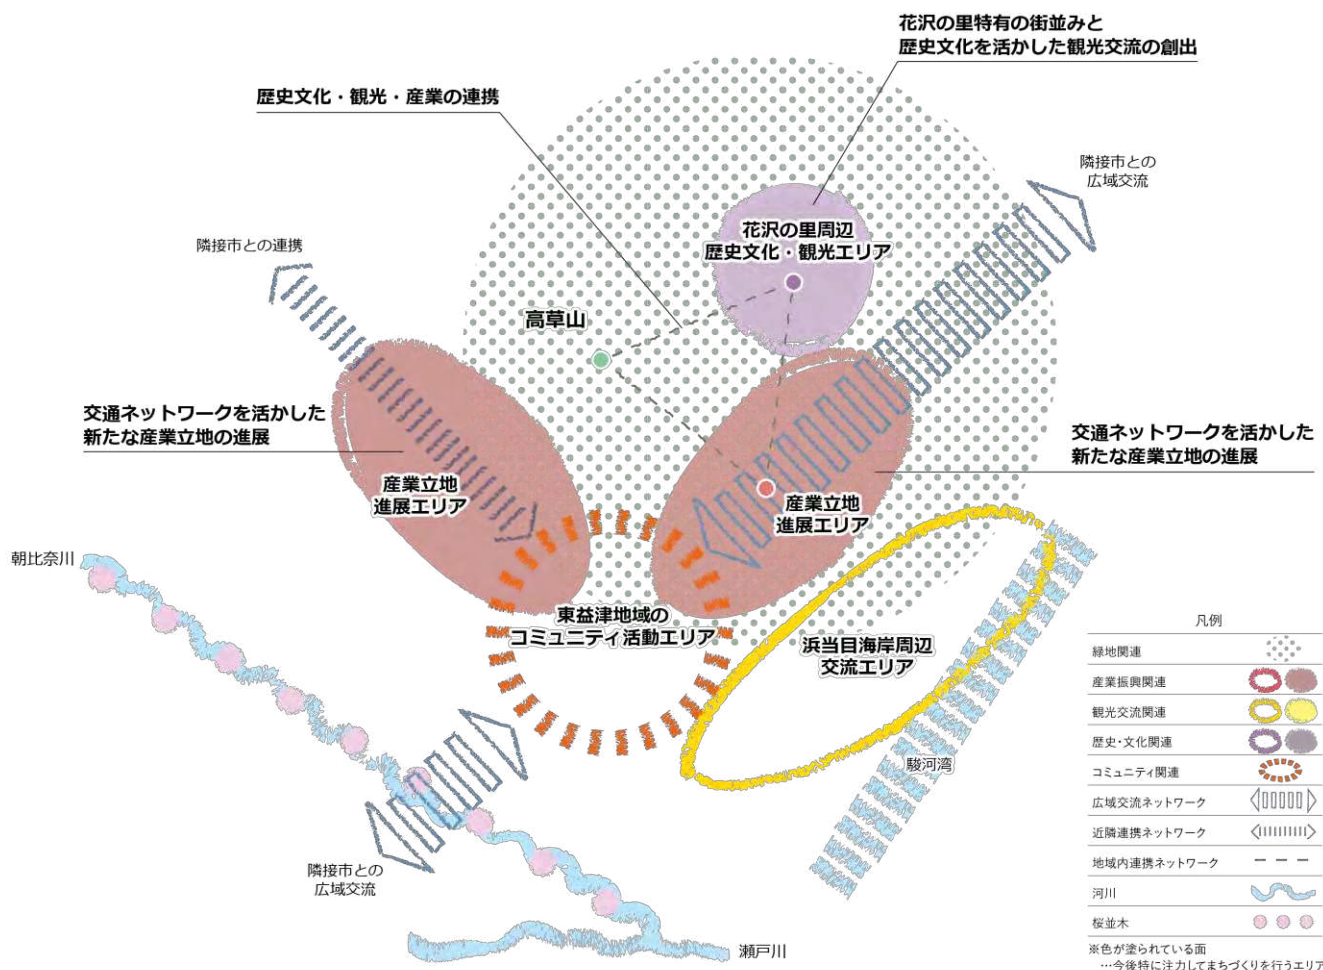 花沢の里特有の街並みと
歴史文化を活かした観光交流の創出
歴史文化・観光・産業の連携
隣接市との
広域交流
花沢の里周辺
歴史文化・観光エリア
隣接市との連携
高草山
交通ネットワークを活かした
新たな産業立地の進展
交通ネットワークを活かした
新たな産業立地の進展
産業立地
進展エリア
産業立地
進展エリア
朝比奈川
東益津地域の
コミュニティ活動エリア
浜当目海岸周辺
交流エリア
駿河湾
隣接市との
広域交流
瀬戸川
凡例
緑地関連
産業振興関連
観光交流関連
歴史・文化関連
コミュニティ関連
広域交流ネットワーク
近隣連携ネットワーク
地域内連携ネットワーク
河川
桜並木
※色が塗られている面
…今後特に注力してまちづくりを行うエリア